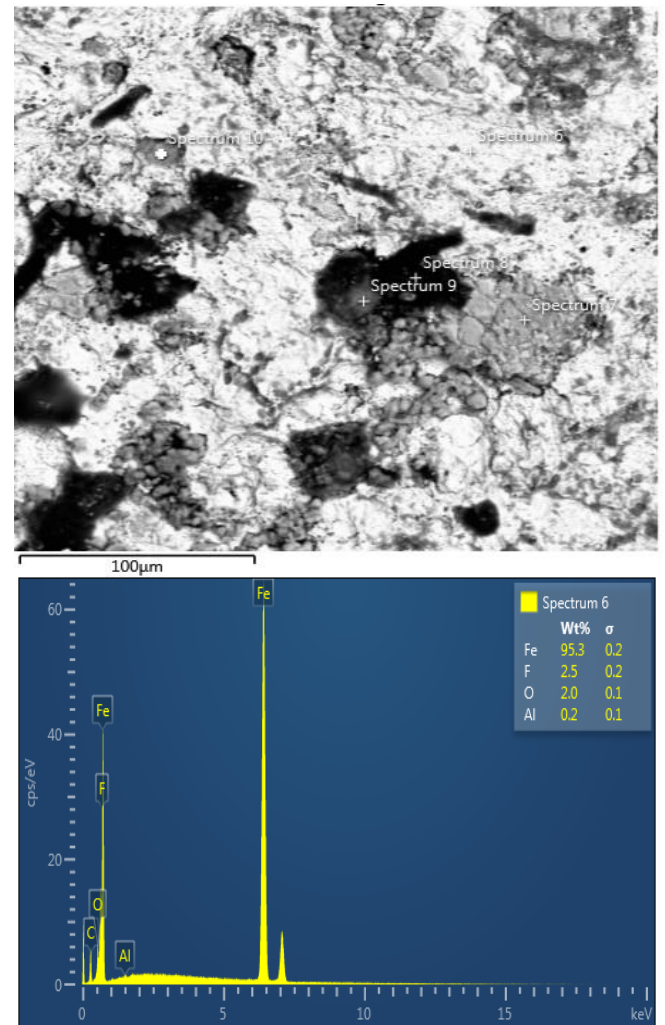 Spectrum 10
Spectrum 6
Spectrum 8
Spectrum 9
Spectrum 7
100µm
Spectrum 6
Wt% σ
Fe 95.3 0.2
F 2.5 0.2
O 2.0 0.1
Al 0.2 0.1
Fe
Fe
F
O
C
Al
cps/eV
60
40
20
0
0 5 10 15 keV